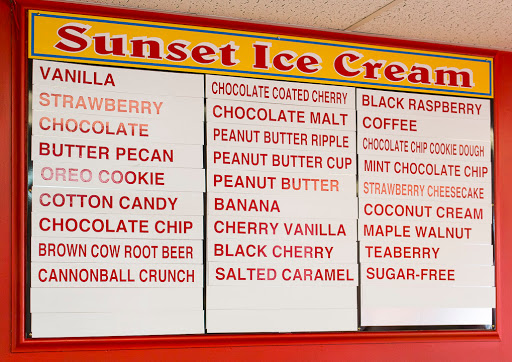 Sunset Ice Cream
VANILLA
STRAWBERRY
CHOCOLATE
BUTTER PECAN
OREO COOKIE
COTTON CANDY
CHOCOLATE CHIP
BROWN COW ROOT BEER
CANNONBALL CRUNCH
CHOCOLATE COATED CHERRY
CHOCOLATE MALT
PEANUT BUTTER RIPPLE
PEANUT BUTTER CUP
PEANUT BUTTER
BANANA
CHERRY VANILLA
BLACK CHERRY
SALTED CARAMEL
BLACK RASPBERRY
COFFEE
CHOCOLATE CHIP COOKIE DOUGH
MINT CHOCOLATE CHIP
STRAWBERRY CHEESECAKE
COCONUT CREAM
MAPLE WALNUT
TEABERRY
SUGAR-FREE